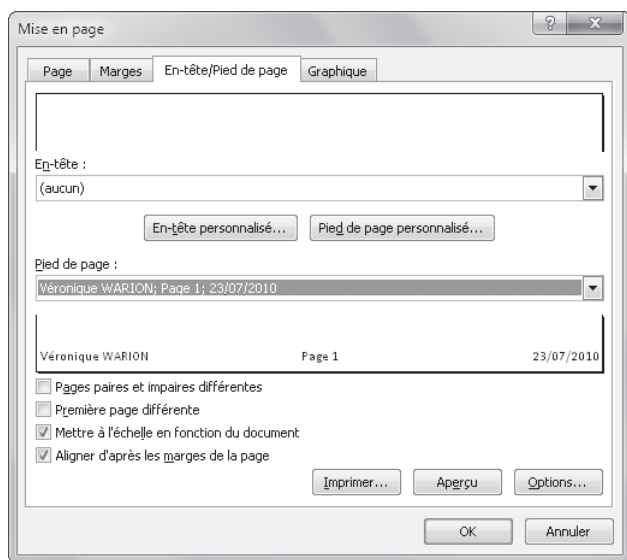 Mise en page
Page Marges En-tête/Pied de page Graphique
En-tête :
(aucun)
En-tête personnalisé... Pied de page personnalisé...
Pied de page :
Véronique WARION; Page 1; 23/07/2010
Véronique WARION Page 1 23/07/2010
Pages paires et impaires différentes
Première page différente
Mettre à l'échelle en fonction du document
Aligner d'après les marges de la page
Imprimer... Aperçu Options...
OK Annuler